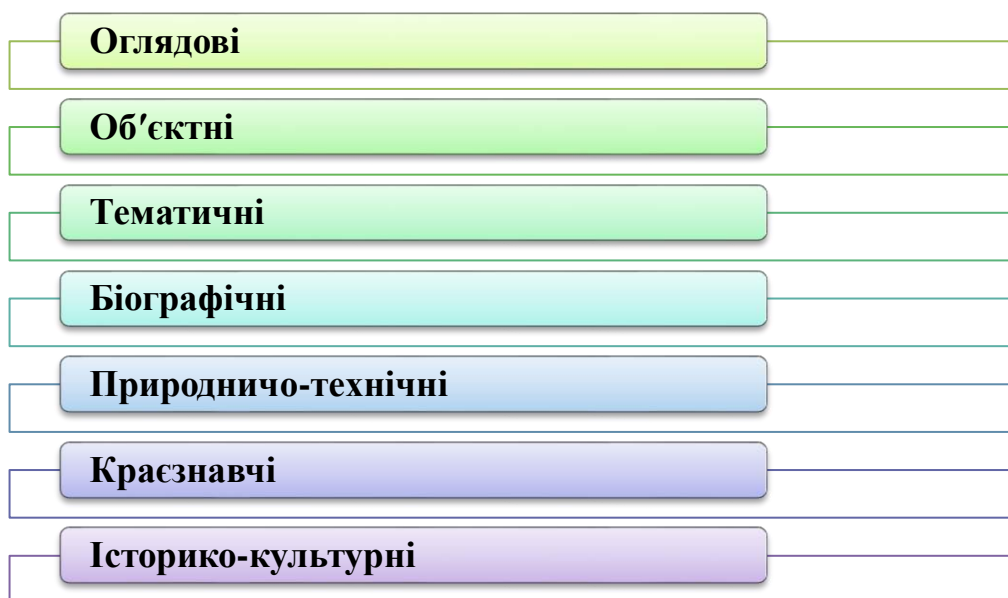 Оглядові
Об′єктні
Тематичні
Біографічні
Природничо-технічні
Краєзнавчі
Історико-культурні